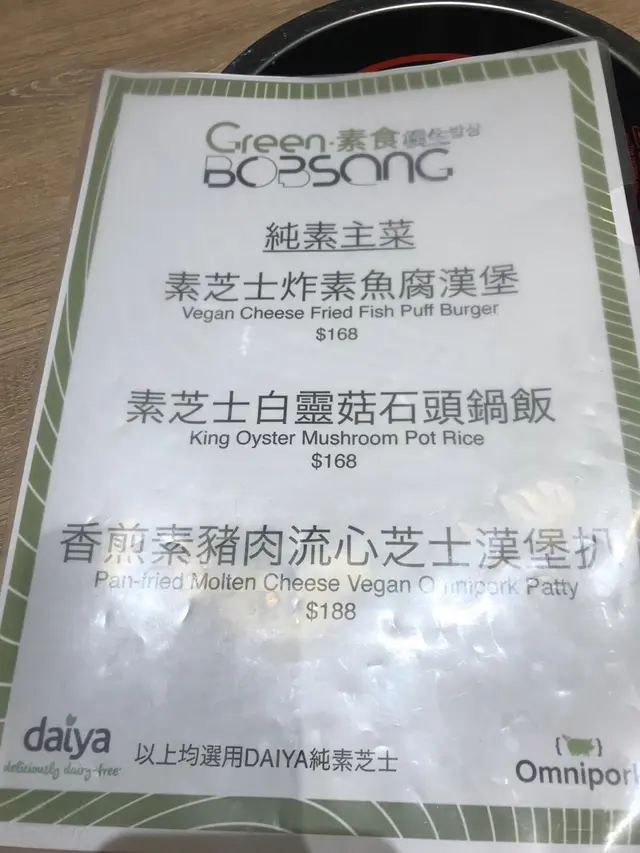 Green·素食
BOBSANG
純素主菜
素芝士炸素魚腐漢堡
Vegan Cheese Fried Fish Puff Burger
$168
素芝士白靈菇石頭鍋飯
King Oyster Mushroom Pot Rice
$168
香煎素豬肉流心芝士漢堡扒
Pan-fried Molten Cheese Vegan Omnipork Patty
$188
daiya
deliciously dairy-free
以上均選用DAIYA純素芝士
Omnipork